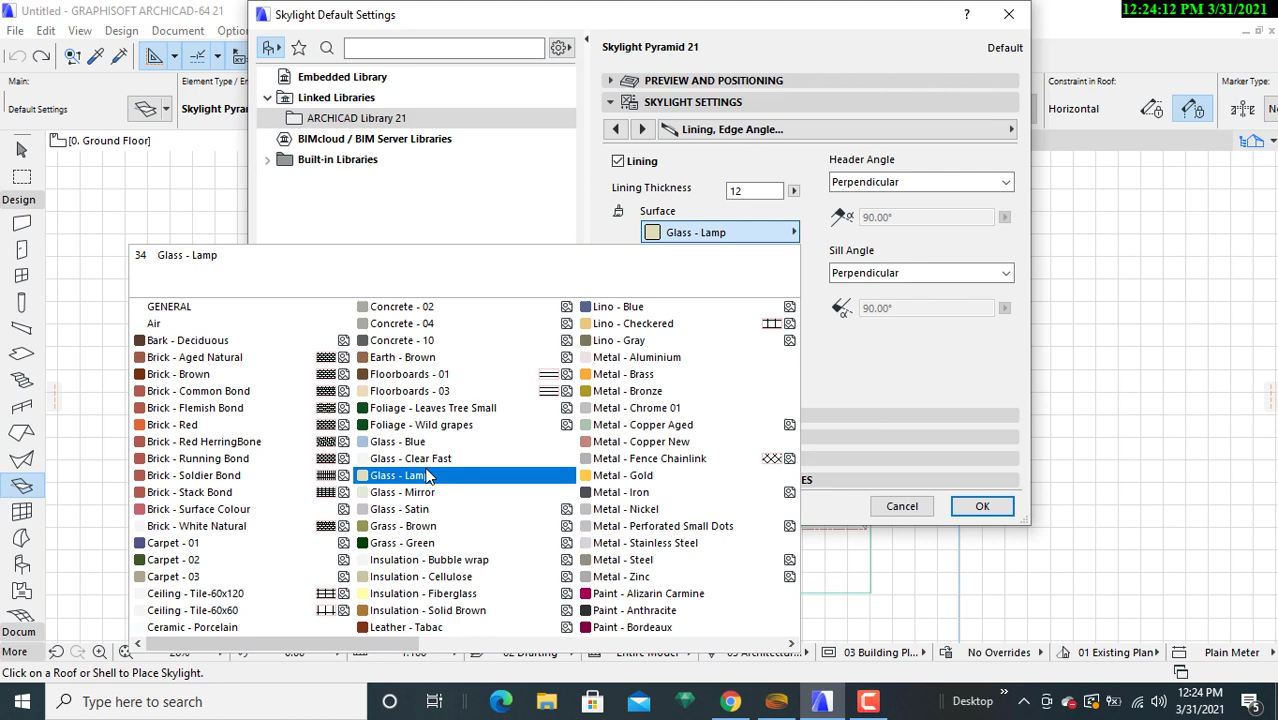 Untitled - GRAPHISOFT ARCHICAD-64 21
Skylight Default Settings
?
12:24:12 PM 3/31/2021
File Edit View Design Document
Skylight Pyramid 21
Default
Main:
Element Type /
Constraint in Roof:
Marker Type:
Embedded Library
PREVIEW AND POSITIONING
Linked Libraries
SKYLIGHT SETTINGS
Default Settings
Horizontal
ARCHICAD Library 21
Lining, Edge Angle...
[0. Ground Floor]
BIMcloud / BIM Server Libraries
Built-in Libraries
Lining
Header Angle
Lining Thickness
12
Perpendicular
Design
Surface
90.00°
Glass - Lamp
Sill Angle
34 Glass - Lamp
Perpendicular
90.00°
GENERAL
Air
Bark - Deciduous
Brick - Aged Natural
Brick - Brown
Brick - Common Bond
Brick - Flemish Bond
Brick - Red
Brick - Red HerringBone
Brick - Running Bond
Brick - Soldier Bond
Brick - Stack Bond
Brick - Surface Colour
Brick - White Natural
Carpet - 01
Carpet - 02
Carpet - 03
Ceiling - Tile-60x120
Ceiling - Tile-60x60
Ceramic - Porcelain
Concrete - 02
Concrete - 04
Concrete - 10
Earth - Brown
Floorboards - 01
Floorboards - 03
Foliage - Leaves Tree Small
Foliage - Wild grapes
Glass - Blue
Glass - Clear Fast
Glass - Lamp
Glass - Mirror
Glass - Satin
Grass - Brown
Grass - Green
Insulation - Bubble wrap
Insulation - Cellulose
Insulation - Fiberglass
Insulation - Solid Brown
Leather - Tabac
Lino - Blue
Lino - Checkered
Lino - Gray
Metal - Aluminium
Metal - Brass
Metal - Bronze
Metal - Chrome 01
Metal - Copper Aged
Metal - Copper New
Metal - Fence Chainlink
Metal - Gold
Metal - Iron
Metal - Nickel
Metal - Perforated Small Dots
Metal - Stainless Steel
Metal - Steel
Metal - Zinc
Paint - Alizarin Carmine
Paint - Anthracite
Paint - Bordeaux
Cancel
OK
Docum
More
03 Building Pl...
No Overrides
01 Existing Plan
Plain Meter
Click on a Roof or Shell to Place Skylight.
Type here to search
Desktop
12:24 PM
3/31/2021
5